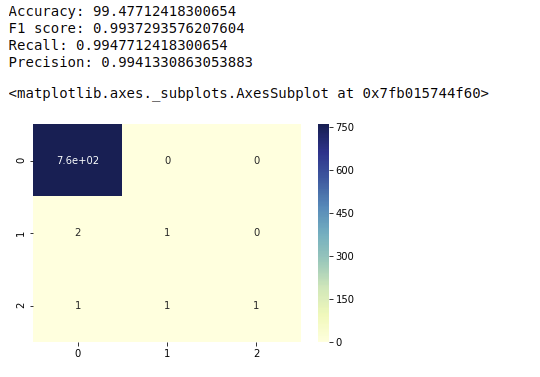 Accuracy: 99.47712418300654
F1 score: 0.9937293576207604
Recall: 0.9947712418300654
Precision: 0.9941330863053883
<matplotlib.axes._subplots.AxesSubplot at 0x7fb015744f60>
0 7.6e+02 0 0
1 2 1 0
2 1 1 1
0 1 2
750
600
450
300
150
0